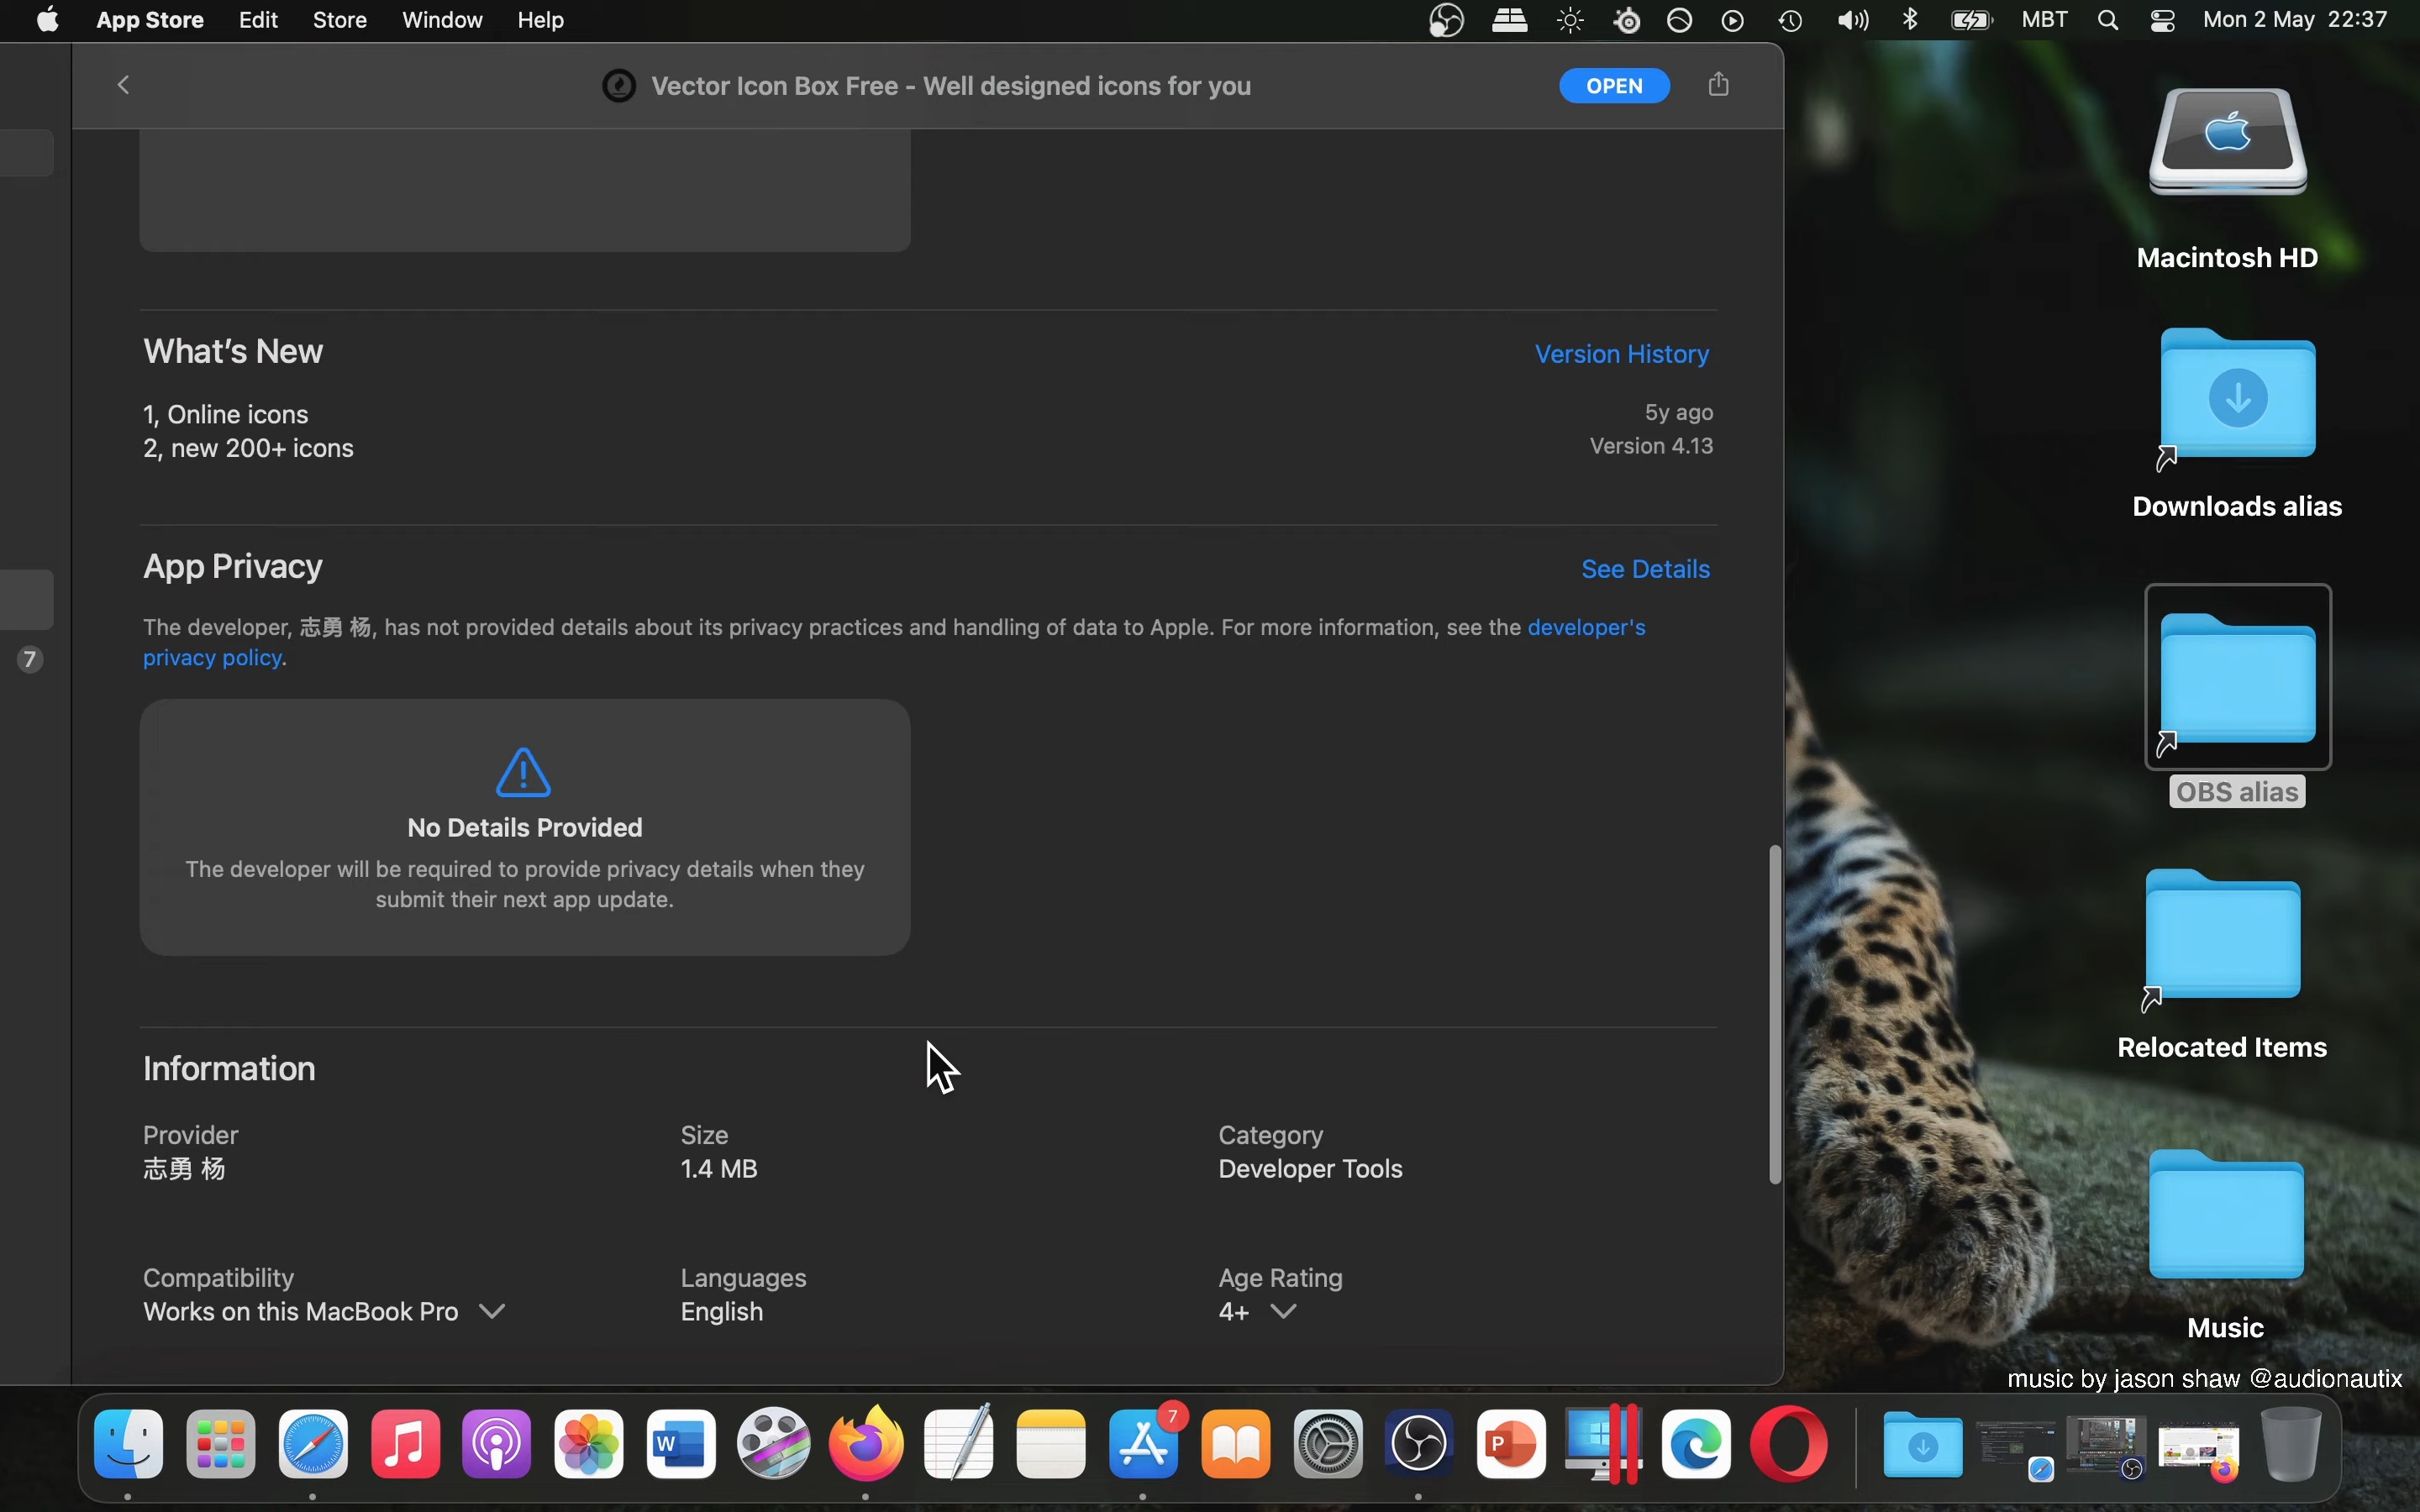 App Store Edit Store Window Help MBT Mon 2 May 22:37
Vector Icon Box Free - Well designed icons for you OPEN
What's New Version History
1, Online icons 5y ago
2, new 200+ icons Version 4.13
App Privacy See Details
The developer, 志勇 杨, has not provided details about its privacy practices and handling of data to Apple. For more information, see the developer's
privacy policy.
7
No Details Provided
The developer will be required to provide privacy details when they
submit their next app update.
Information
Provider Size Category
志勇 杨 1.4 MB Developer Tools
Compatibility Languages Age Rating
Works on this MacBook Pro English 4+
Macintosh HD
Downloads alias
OBS alias
Relocated Items
Music
music by jason shaw @audionautix
7
W
P